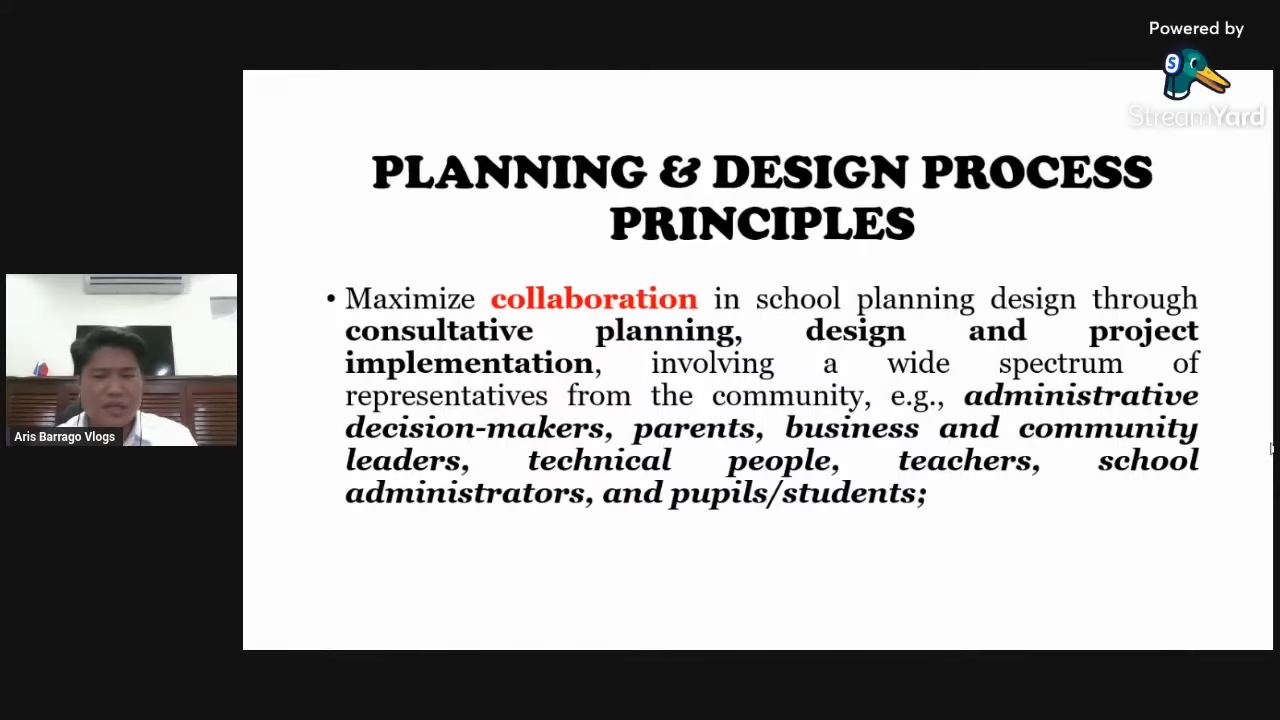 Powered by
S
StreamYard
PLANNING & DESIGN PROCESS
PRINCIPLES
• Maximize collaboration in school planning design through
consultative planning, design and project
implementation, involving a wide spectrum of
representatives from the community, e.g., administrative
decision-makers, parents, business and community
leaders, technical people, teachers, school
administrators, and pupils/students;
Aris Barrago Vlogs